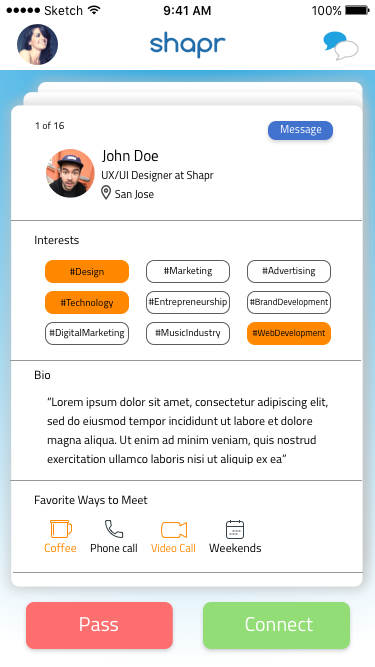 Sketch 9:41 AM 100%
shapr
1 of 16
Message
John Doe
UX/UI Designer at Shapr
San Jose
Interests
#Design #Marketing #Advertising
#Technology #Entrepreneurship #BrandDevelopment
#DigitalMarketing #MusicIndustry #WebDevelopment
Bio
“Lorem ipsum dolor sit amet, consectetur adipiscing elit,
sed do eiusmod tempor incididunt ut labore et dolore
magna aliqua. Ut enim ad minim veniam, quis nostrud
exercitation ullamco laboris nisi ut aliquip ex ea”
Favorite Ways to Meet
Coffee Phone call Video Call Weekends
Pass Connect